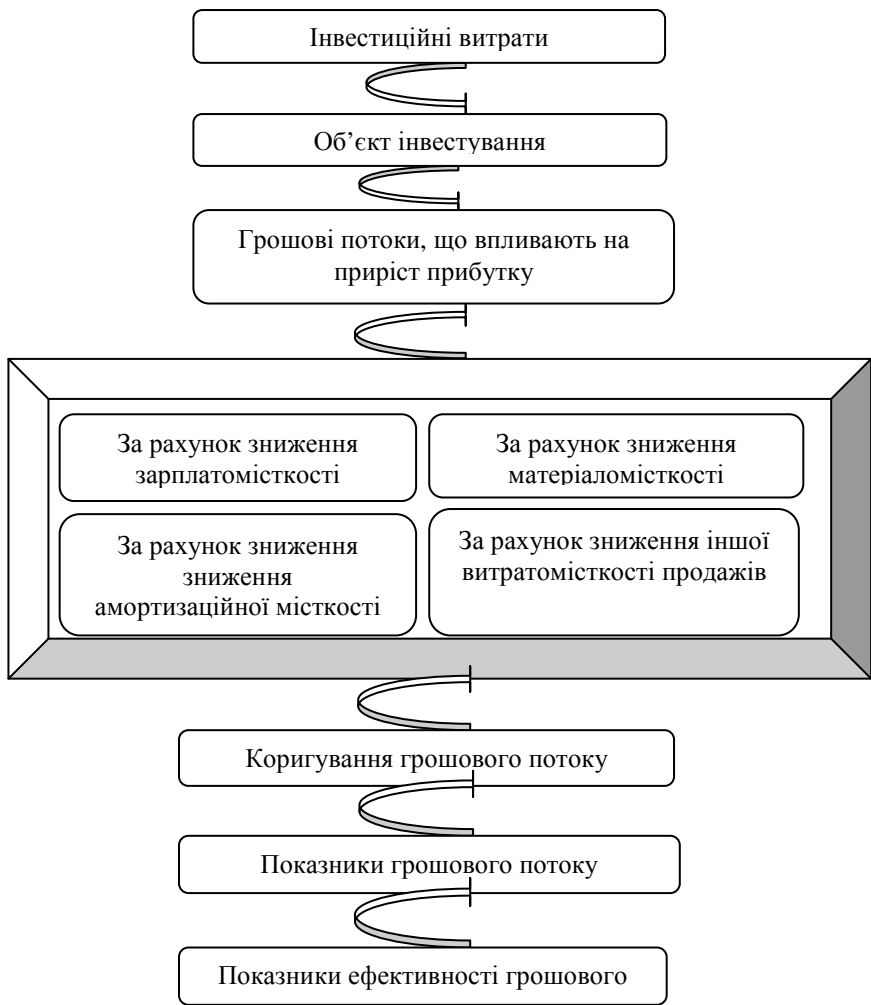 Інвестиційні витрати
Об’єкт інвестування
Грошові потоки, що впливають на
приріст прибутку
За рахунок зниження
зарплатомісткості
За рахунок зниження
матеріаломісткості
За рахунок зниження
зниження
амортизаційної місткості
За рахунок зниження іншої
витратомісткості продажів
Коригування грошового потоку
Показники грошового потоку
Показники ефективності грошового